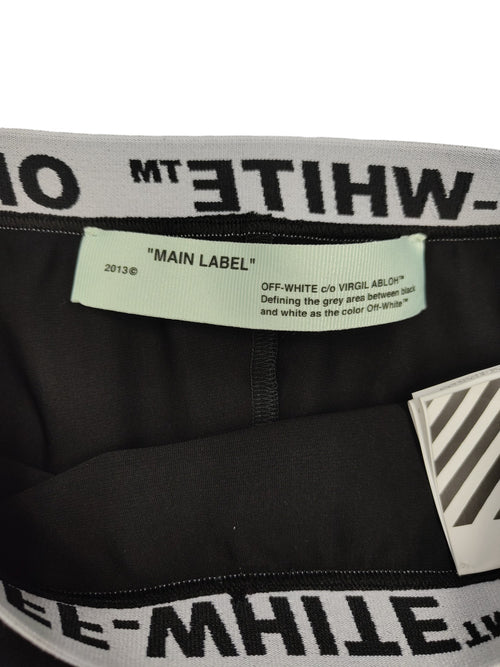 OFF-WHITE™
2013© "MAIN LABEL"
OFF-WHITE c/o VIRGIL ABLOH™
Defining the grey area between black
and white as the color Off-White™
FF-WHITE™